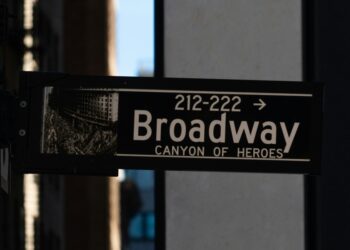 212-222 →
Broadway
CANYON OF HEROES